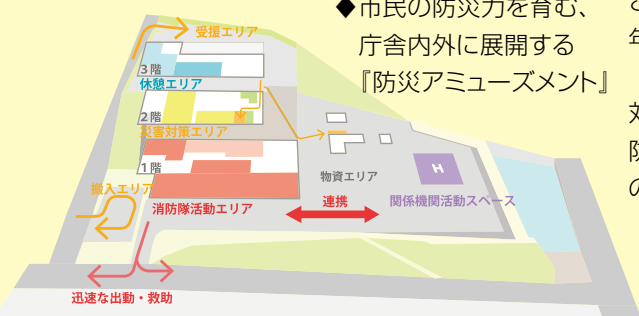 ◆市民の防災力を育む、
庁舎内外に展開する
『防災アミューズメント』
受援エリア
3階
休憩エリア
2階
災害対策エリア
1階
搬入エリア
消防隊活動エリア
物資エリア
H
連携
関係機関活動スペース
迅速な出動・救助
対
防
の